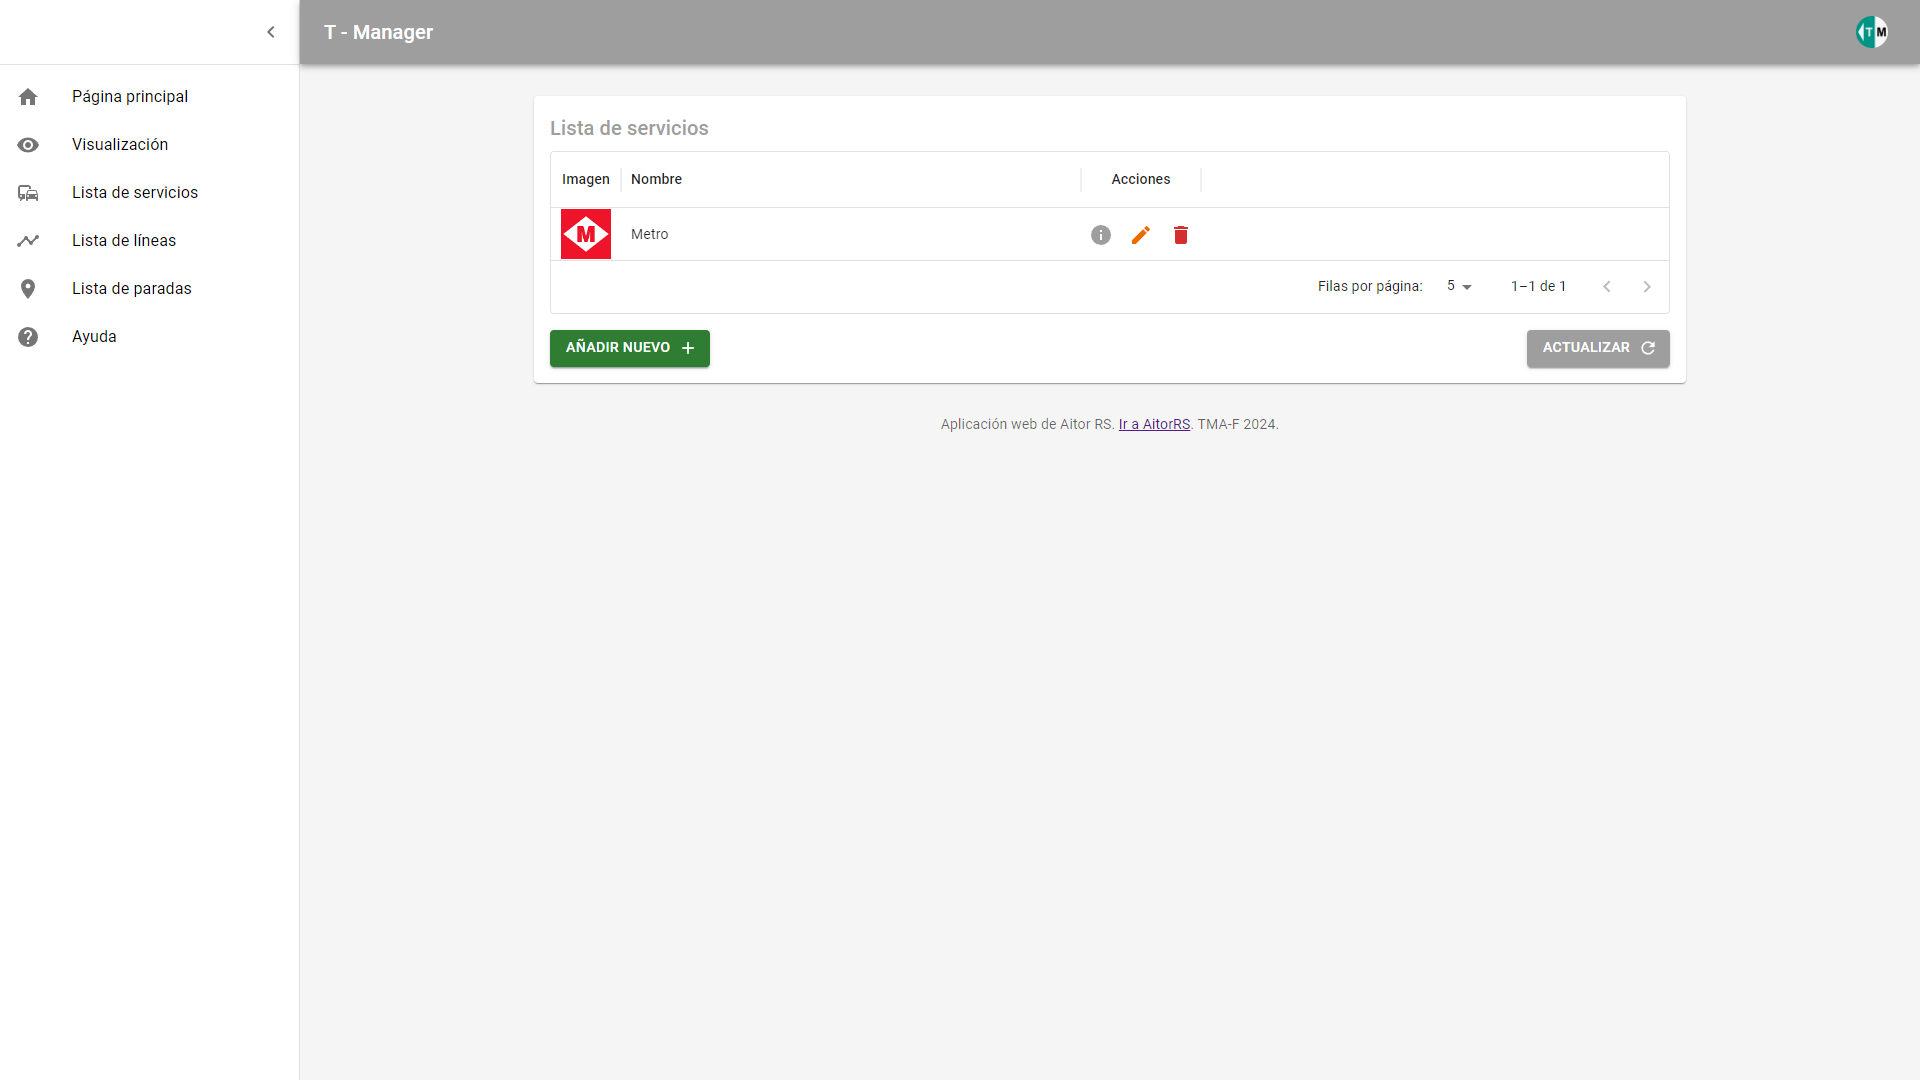 T - Manager
TM
Página principal
Visualización
Lista de servicios
Lista de líneas
Lista de paradas
Ayuda
Lista de servicios
Imagen Nombre Acciones
M Metro
Filas por página: 5 1–1 de 1
AÑADIR NUEVO
ACTUALIZAR
Aplicación web de Aitor RS. Ir a AitorRS. TMA-F 2024.